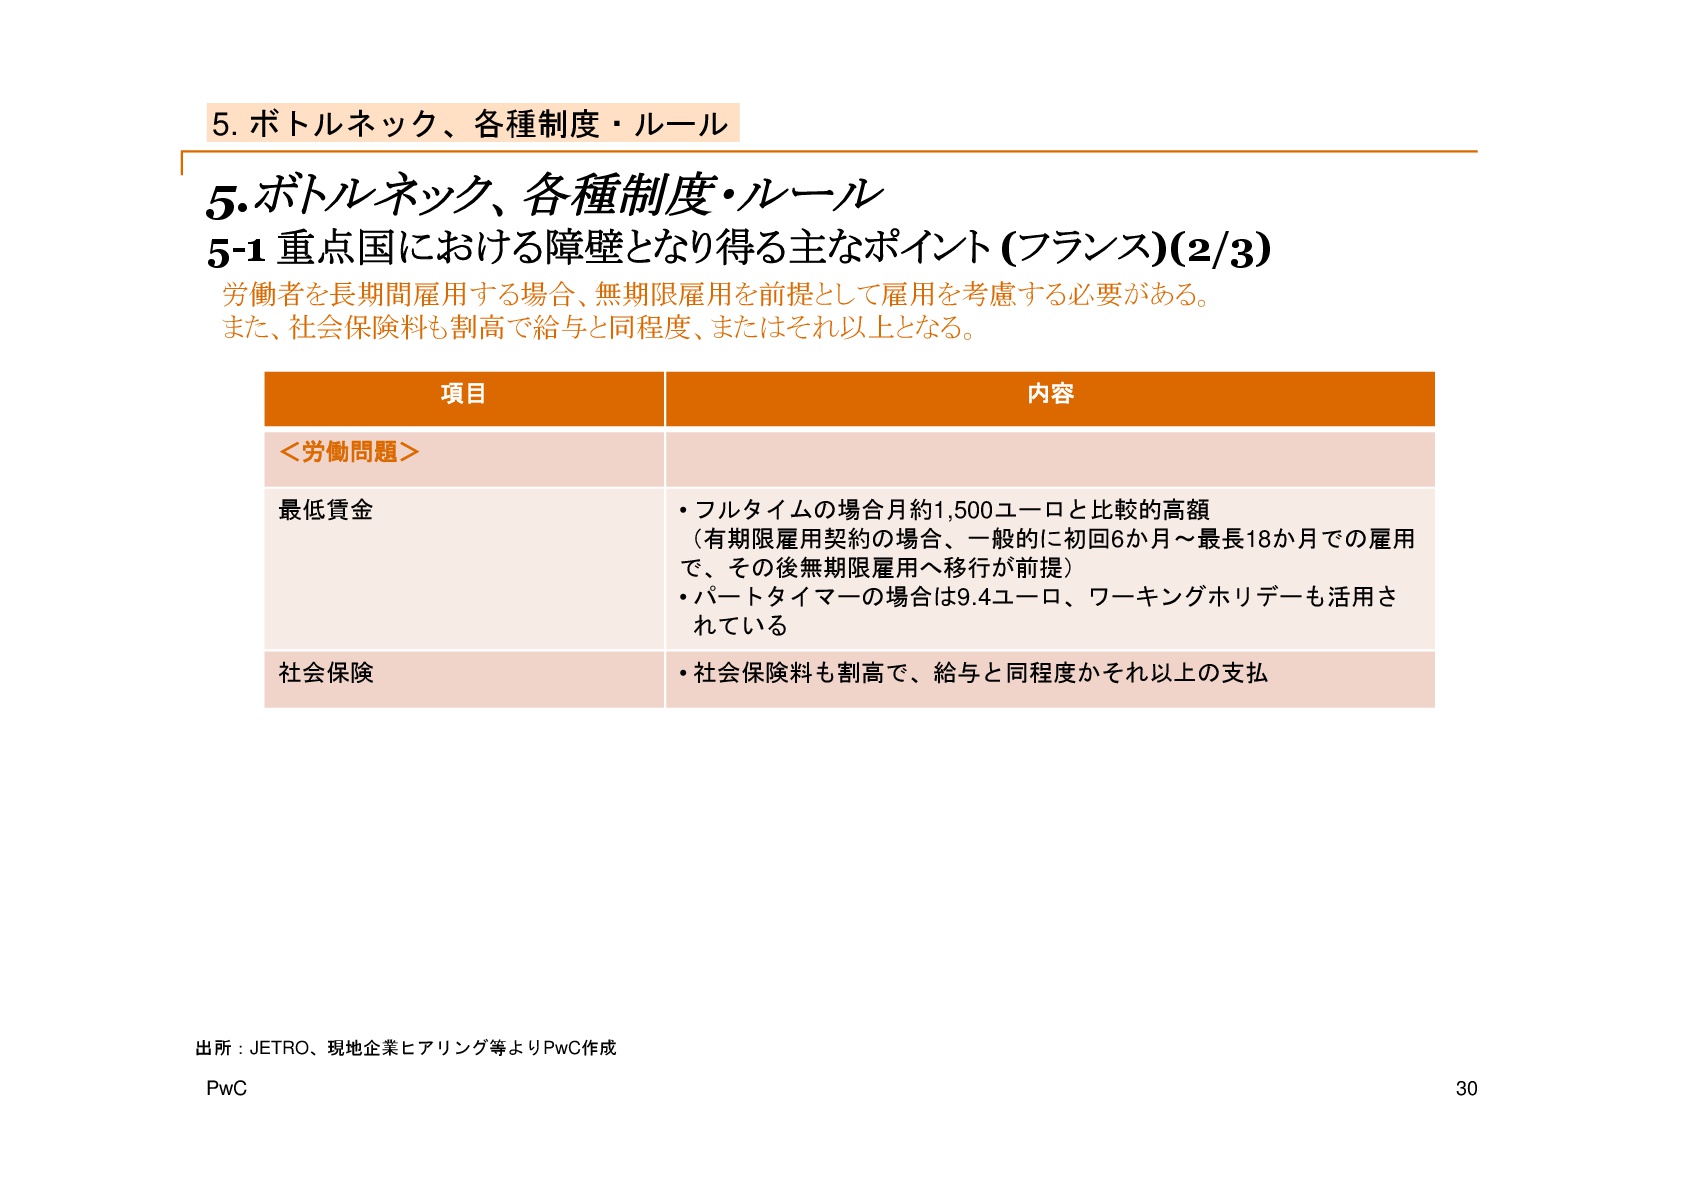 5. ボトルネック、各種制度・ルール
5.ボトルネック、各種制度・ルール
5-1 重点国における障壁となり得る主なポイント (フランス)(2/3)
労働者を長期間雇用する場合、無期限雇用を前提として雇用を考慮する必要がある。
また、社会保険料も割高で給与と同程度、またはそれ以上となる。
項目 内容
＜労働問題＞
最低賃金
• フルタイムの場合月約1,500ユーロと比較的高額
（有期限雇用契約の場合、一般的に初回6か月～最長18か月での雇用
で、その後無期限雇用へ移行が前提）
• パートタイマーの場合は9.4ユーロ、ワーキングホリデーも活用さ
れている
社会保険 • 社会保険料も割高で、給与と同程度かそれ以上の支払
出所：JETRO、現地企業ヒアリング等よりPwC作成
PwC 30